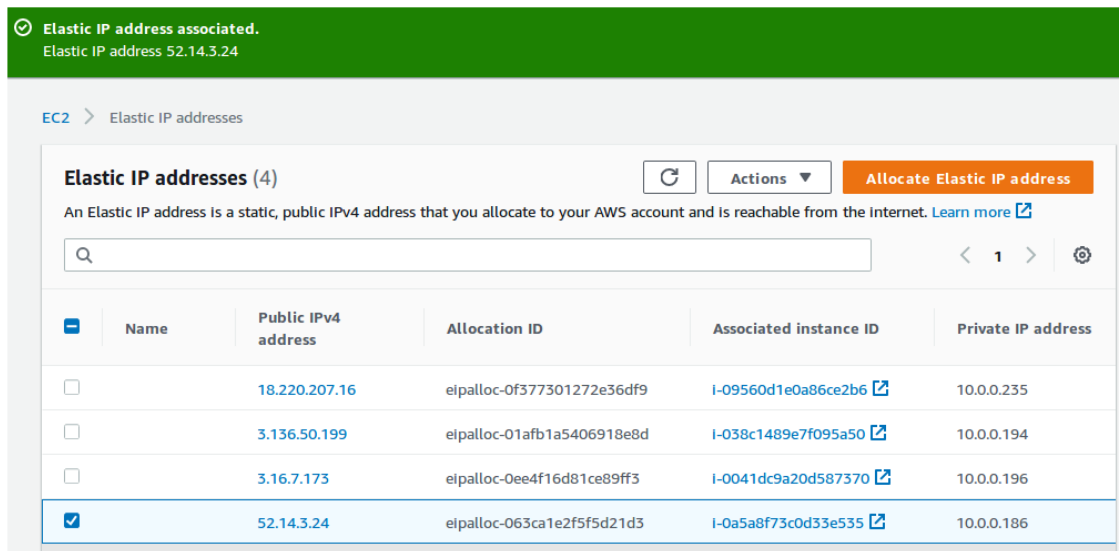 Elastic IP address associated.
Elastic IP address 52.14.3.24
EC2 > Elastic IP addresses
Elastic IP addresses (4)
Actions
Allocate Elastic IP address
An Elastic IP address is a static, public IPv4 address that you allocate to your AWS account and is reachable from the internet. Learn more
1
Name Public IPv4 address Allocation ID Associated instance ID Private IP address
18.220.207.16 eipalloc-0f377301272e36df9 i-09560d1e0a86ce2b6 10.0.0.235
3.136.50.199 eipalloc-01afb1a5406918e8d i-038c1489e7f095a50 10.0.0.194
3.16.7.173 eipalloc-0ee4f16d81ce89ff3 i-0041dc9a20d587370 10.0.0.196
52.14.3.24 eipalloc-063ca1e2f5f5d21d3 i-0a5a8f73c0d33e535 10.0.0.186